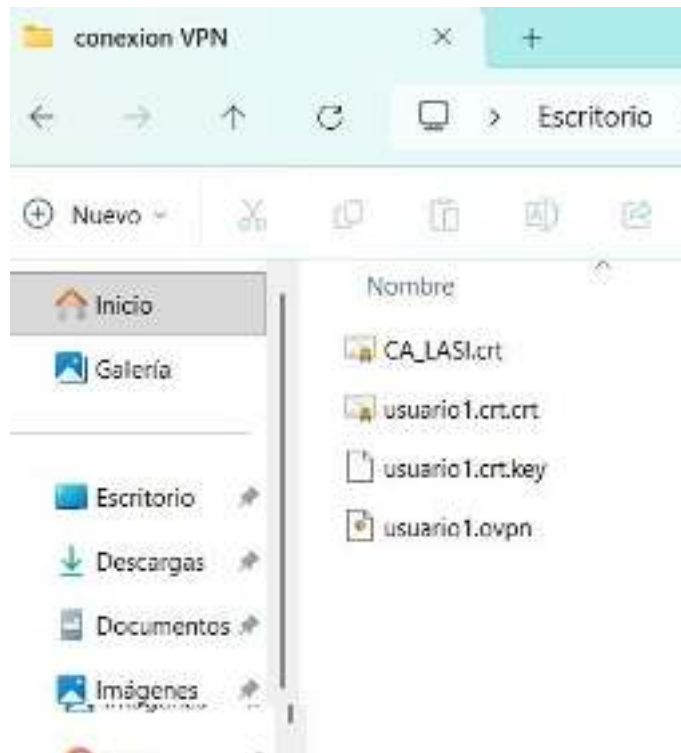 conexion VPN
Escritorio
Nuevo
Nombre
Inicio
CA_LASI.crt
Galería
usuario1.crt.crt
usuario1.crt.key
Escritorio
usuario1.ovpn
Descargas
Documentos
Imágenes